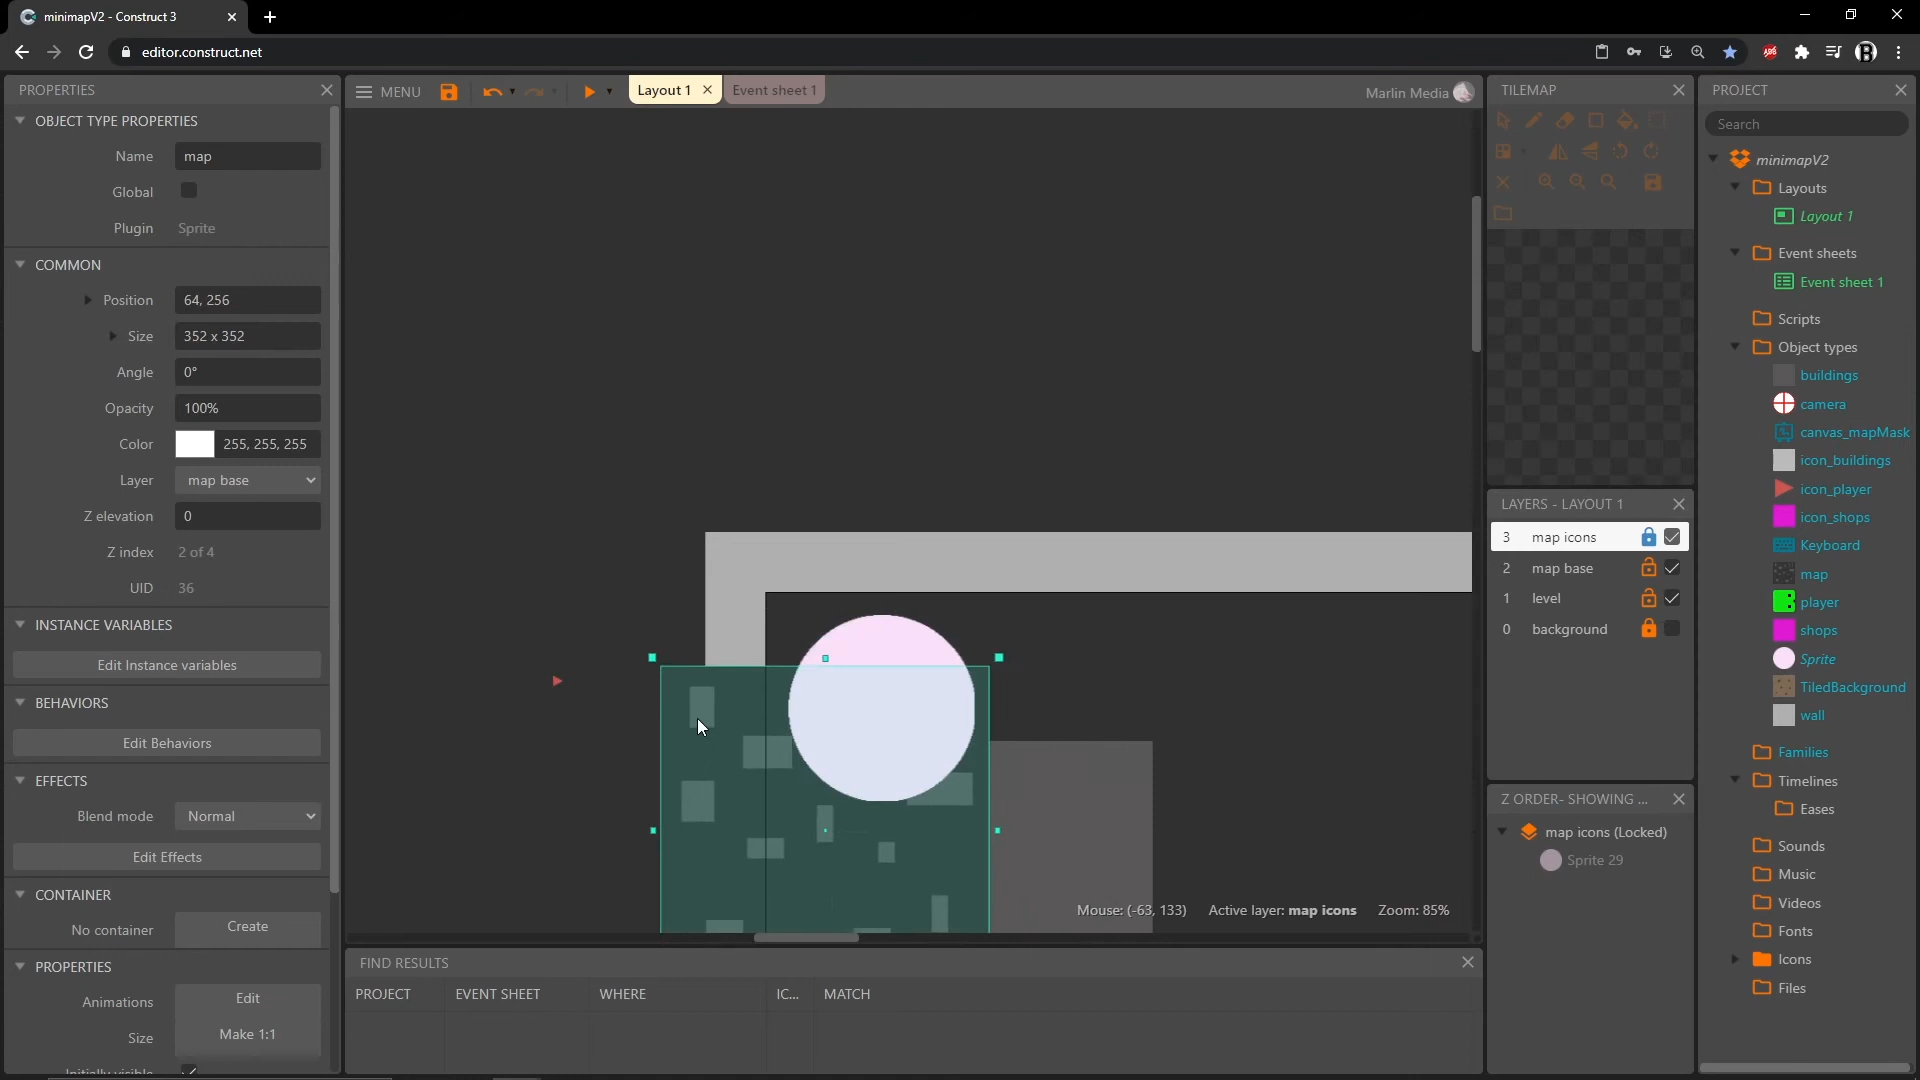 minimapV2 - Construct 3
editor.construct.net
PROPERTIES
OBJECT TYPE PROPERTIES
Name map
Global
Plugin Sprite
COMMON
Position 64, 256
Size 352 x 352
Angle 0°
Opacity 100%
Color 255, 255, 255
Layer map base
Z elevation 0
Z index 2 of 4
UID 36
INSTANCE VARIABLES
Edit Instance variables
BEHAVIORS
Edit Behaviors
EFFECTS
Blend mode Normal
Edit Effects
CONTAINER
No container Create
PROPERTIES
Animations Edit
Size Make 1:1
Initially visible
MENU
Layout 1
Event sheet 1
Marlin Media
Mouse: (-63, 133) Active layer: map icons Zoom: 85%
FIND RESULTS
PROJECT EVENT SHEET WHERE IC... MATCH
TILEMAP
LAYERS - LAYOUT 1
3 map icons
2 map base
1 level
0 background
Z ORDER- SHOWING ...
map icons (Locked)
Sprite 29
PROJECT
Search
minimapV2
Layouts
Layout 1
Event sheets
Event sheet 1
Scripts
Object types
buildings
camera
canvas_mapMask
icon_buildings
icon_player
icon_shops
Keyboard
map
player
shops
Sprite
TiledBackground
wall
Families
Timelines
Eases
Sounds
Music
Videos
Fonts
Icons
Files